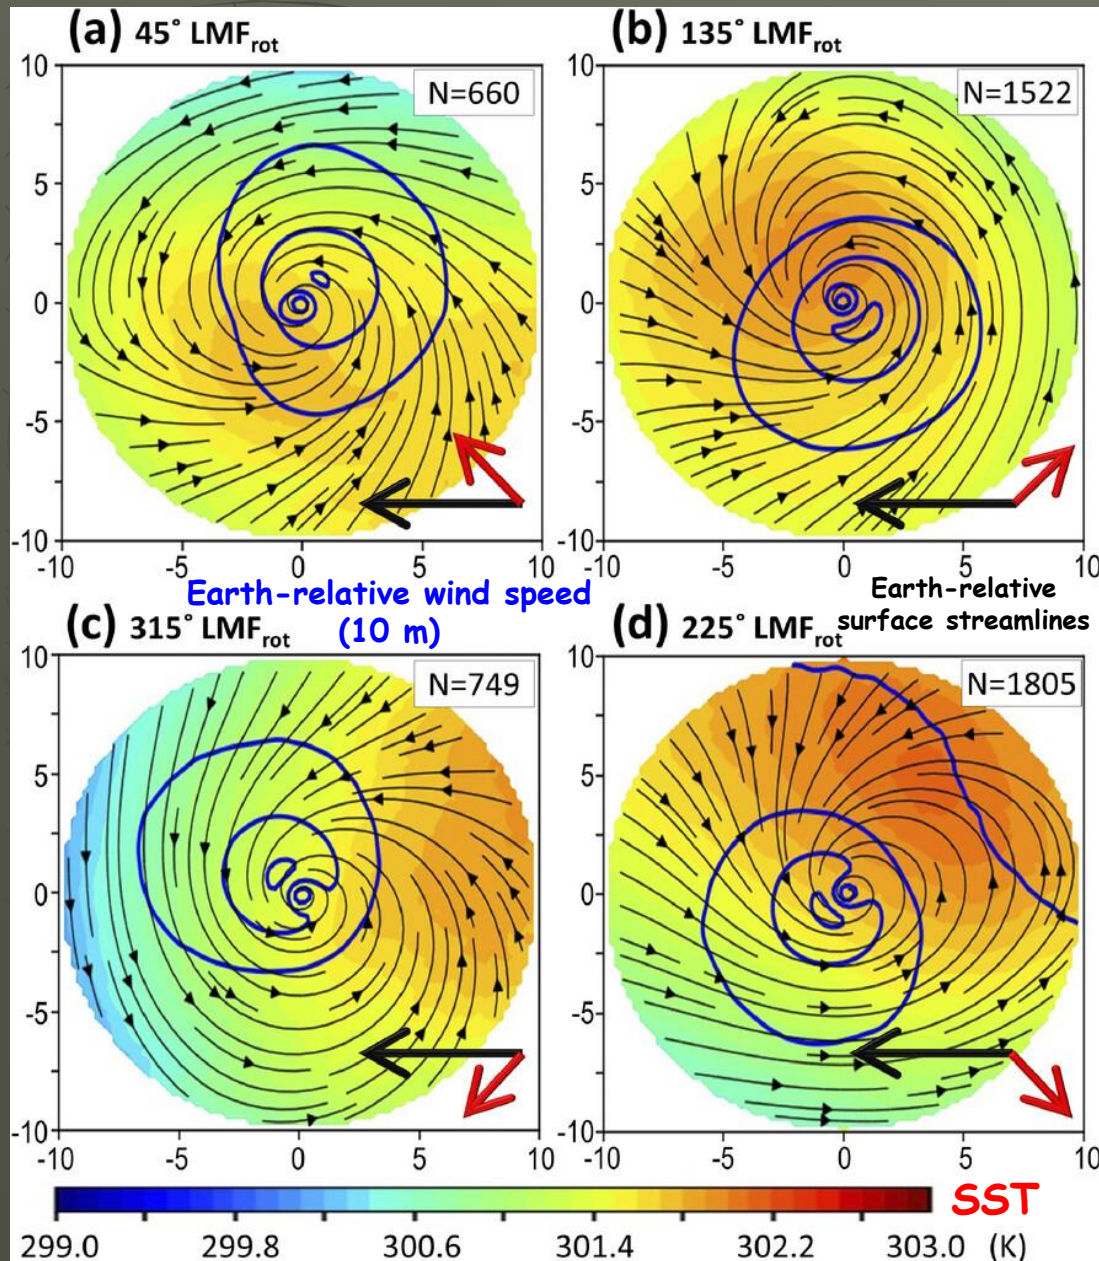 (a) 45° LMFrot
(b) 135° LMFrot
N=660
N=1522
10
5
0
-5
-10
-10 -5 0 5 10
10
5
0
-5
-10
-10 -5 0 5 10
Earth-relative wind speed
(10 m)
Earth-relative
surface streamlines
(c) 315° LMFrot
(d) 225° LMFrot
N=749
N=1805
10
5
0
-5
-10
-10 -5 0 5 10
10
5
0
-5
-10
-10 -5 0 5 10
SST
299.0 299.8 300.6 301.4 302.2 303.0 (K)